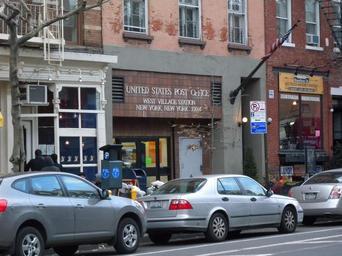 UNITED STATES POST OFFICE
WEST VILLAGE STATION
NEW YORK, NEW YORK 10014